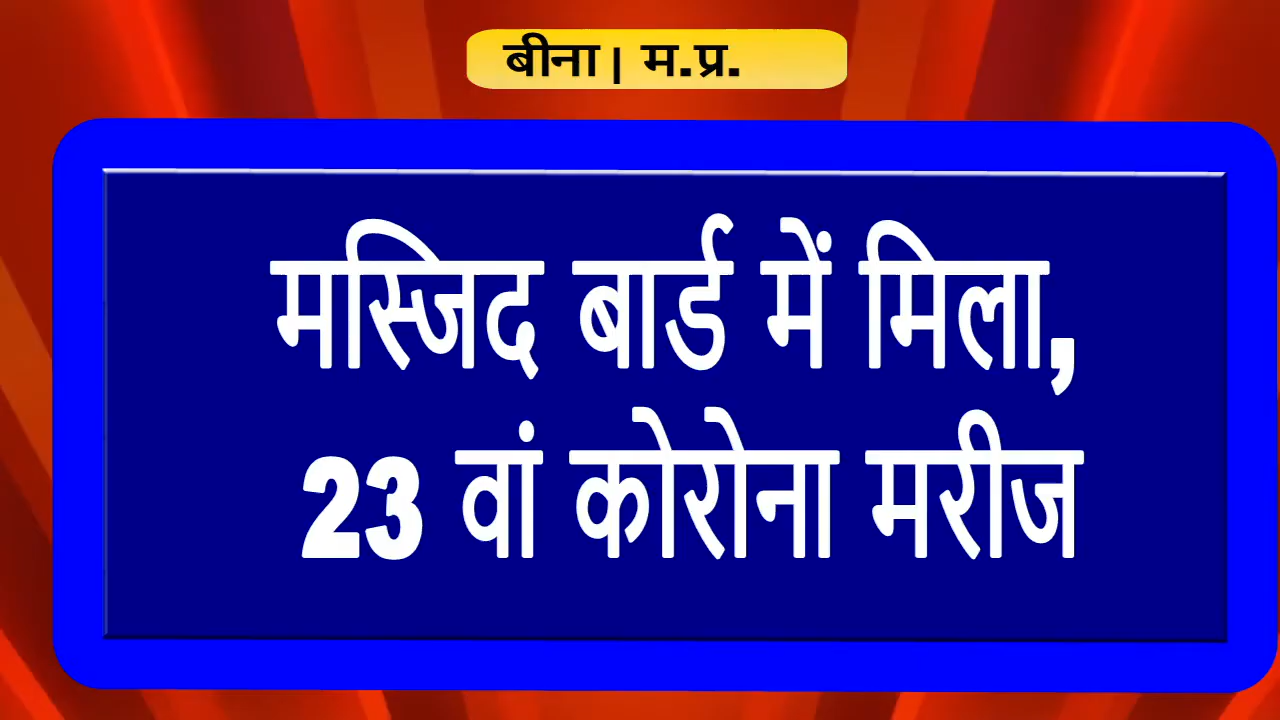 बीना| म.प्र.
मस्जिद बार्ड में मिला,
23 वां कोरोना मरीज